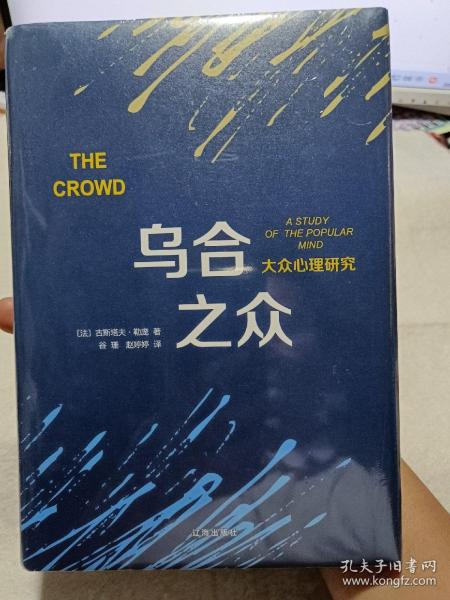 THE
CROWD
A STUDY
OF THE POPULAR
MIND
乌合
大众心理研究
之众
〔法〕古斯塔夫·勒庞 著
谷 珊 赵婷婷 译
辽海出版社
孔夫子旧书网
www.kongfz.com